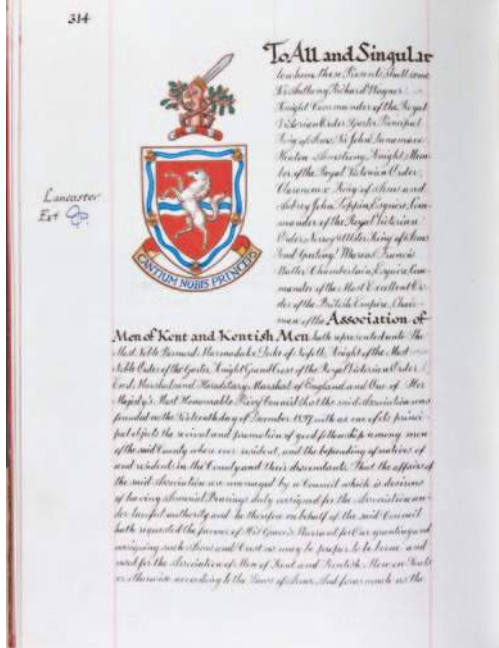 314
To All and Singular
to whom these Presents shall come
Sir Anthony Richard Wagner
Knight Commander of the Royal
Victorian Order, Garter Principal
King of Arms, Sir John Dunamace
Heaton-Armstrong, Knight, Mem-
ber of the Royal Victorian Order,
Clarenceux King of Arms and
Aubrey John Toppin, Esquire, Com-
mander of the Royal Victorian
Order, Norroy & Ulster King of Arms
Send Greeting! Whereas Francis
Butler Chamberlain, Esquire, Com-
mander of the Most Excellent Or-
der of the British Empire, Chair-
man of the Association of
Men of Kent and Kentish Men hath represented unto The
Most Noble Bernard Marmaduke, Duke of Norfolk, Knight of the Most
Noble Order of the Garter, Knight Grand Cross of the Royal Victorian Order,
Earl Marshal and Hereditary Marshal of England and One of Her
Majesty's Most Honourable Privy Council that the said Association was
founded on the Sixteenth day of December 1897 with as one of its princi-
pal objects the revival and promotion of good fellowship among men
of the said County where ever resident, and the befriending of natives of
and residents in the County and their descendants That the affairs of
the said Association are managed by a Council which is desirous
of having Armorial Bearings duly assigned for the Association un-
der lawful authority and he therefore on behalf of the said Council
hath requested the favour of His Grace's Warrant for Our granting and
assigning such Arms and Crest as may be proper to be borne and
used for the Association of Men of Kent and Kentish Men on Seals
or otherwise according to the Laws of Arms And forasmuch as the
Lancaster
Ext
CANTIUM NOBIS PRINCEPS